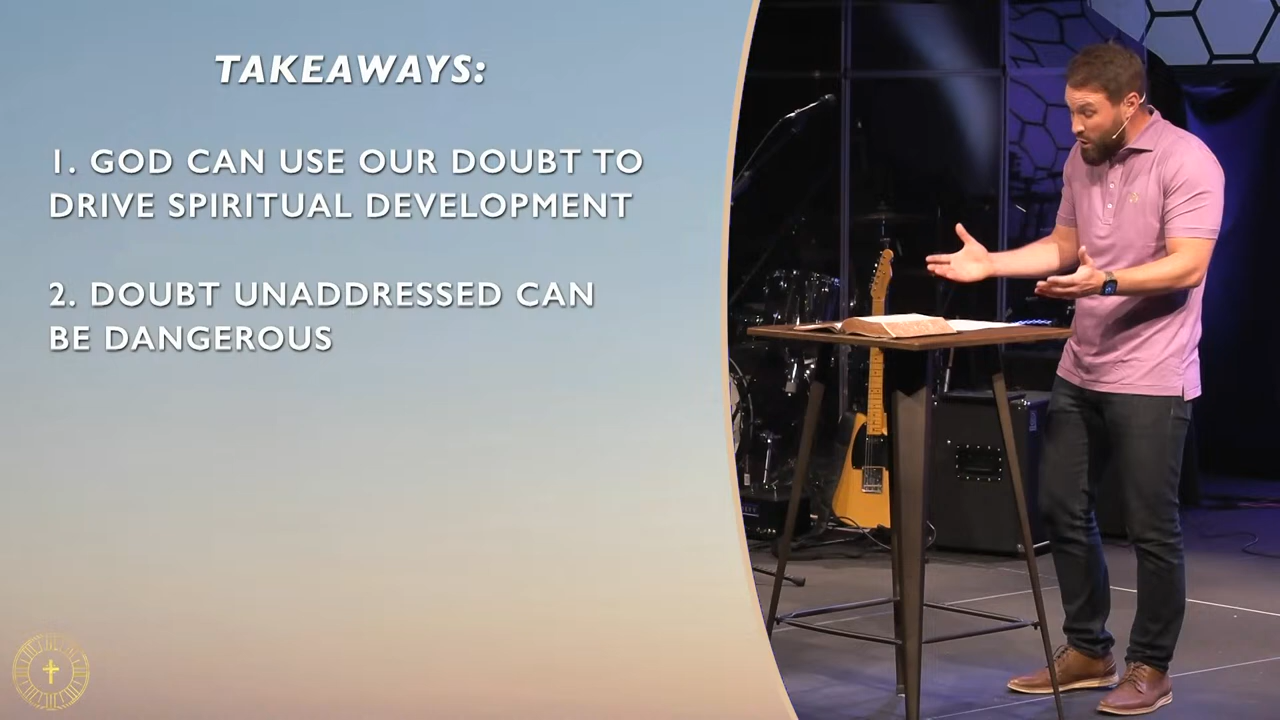 TAKEAWAYS:
1. GOD CAN USE OUR DOUBT TO
DRIVE SPIRITUAL DEVELOPMENT
2. DOUBT UNADDRESSED CAN
BE DANGEROUS